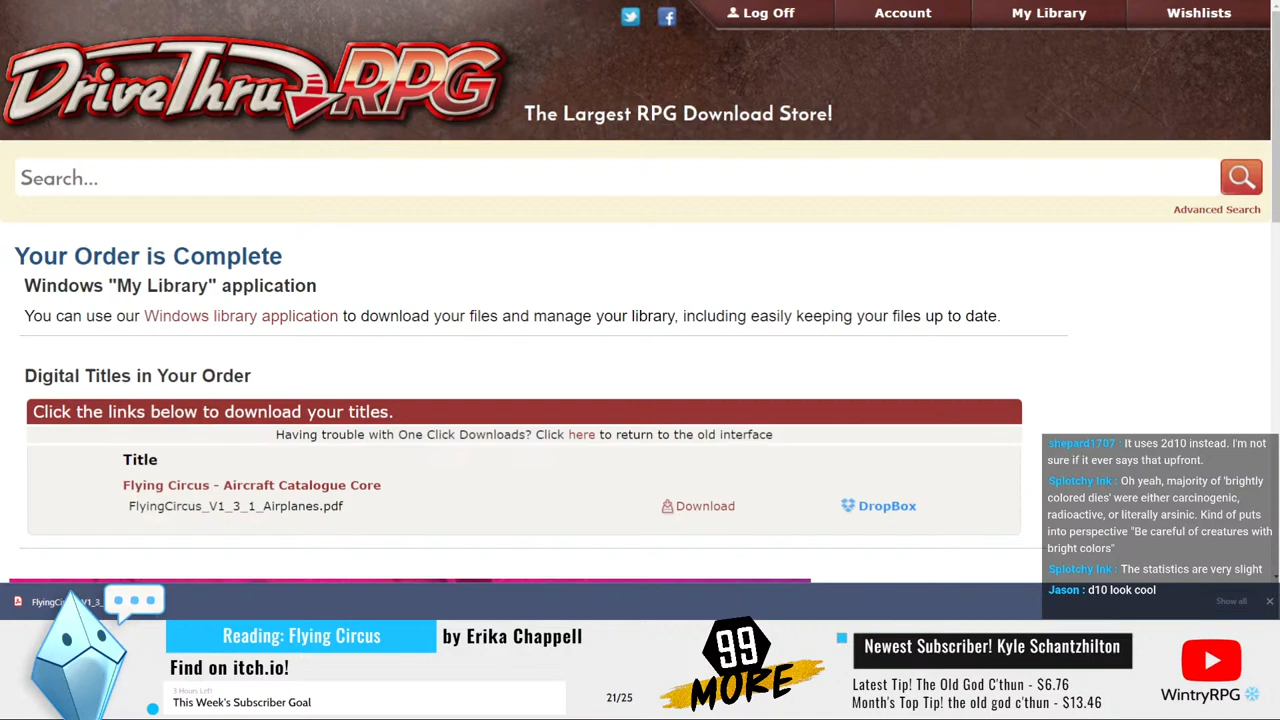 Log Off
Account
My Library
Wishlists
DriveThruRPG
The Largest RPG Download Store!
Search...
Advanced Search
Your Order is Complete
Windows "My Library" application
You can use our Windows library application to download your files and manage your library, including easily keeping your files up to date.
Digital Titles in Your Order
Click the links below to download your titles.
Having trouble with One Click Downloads? Click here to return to the old interface
Title
Flying Circus - Aircraft Catalogue Core
FlyingCircus_V1_3_1_Airplanes.pdf
Download
DropBox
shepard1707 : It uses 2d10 instead. I'm not
sure if it ever says that upfront.
Splotchy Ink : Oh yeah, majority of 'brightly
colored dies' were either carcinogenic,
radioactive, or literally arsinic. Kind of puts
into perspective "Be careful of creatures with
bright colors"
Splotchy Ink : The statistics are very slight
Jason : d10 look cool
Show all
Reading: Flying Circus
by Erika Chappell
Find on itch.io!
3 Hours Left
This Week's Subscriber Goal
21/25
99
MORE
Newest Subscriber! Kyle Schantzhilton
Latest Tip! The Old God C'thun - $6.76
Month's Top Tip! the old god c'thun - $13.46
WintryRPG